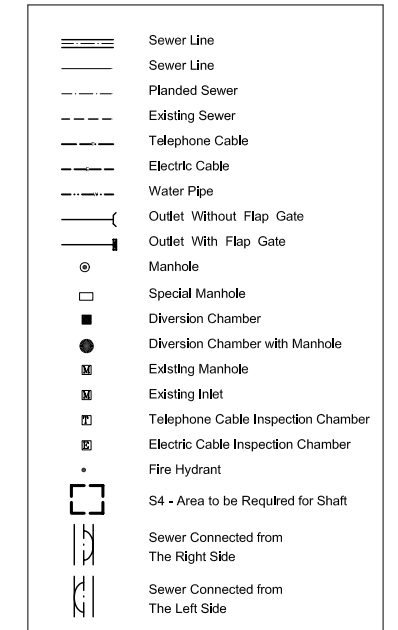 Sewer Line
Sewer Line
Planded Sewer
Existing Sewer
Telephone Cable
Electric Cable
Water Pipe
Outlet Without Flap Gate
Outlet With Flap Gate
Manhole
Special Manhole
Diversion Chamber
Diversion Chamber with Manhole
M Existing Manhole
M Existing Inlet
T Telephone Cable Inspection Chamber
E Electric Cable Inspection Chamber
Fire Hydrant
S4 - Area to be Required for Shaft
Sewer Connected from
The Right Side
Sewer Connected from
The Left Side